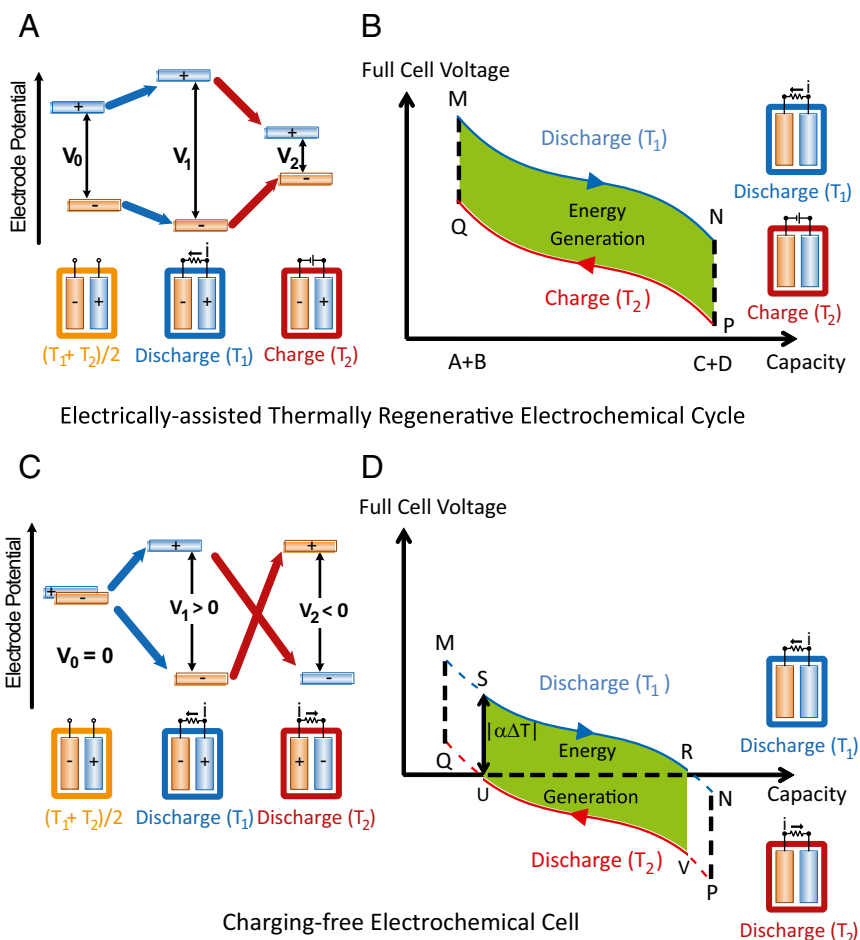 A
Electrode Potential
+
+
+
V0
V1
V2
-
-
-
i
- +
- +
- +
(T1+ T2)/2
Discharge (T1)
Charge (T2)
B
Full Cell Voltage
M
Discharge (T1)
N
Energy
Generation
Q
Charge (T2)
P
A+B
C+D
Capacity
i
Discharge (T1)
Charge (T2)
Electrically-assisted Thermally Regenerative Electrochemical Cycle
C
Electrode Potential
+
-
+
+
V0 = 0
V1 > 0
V2 < 0
-
-
i
i
- +
- +
+ -
(T1+ T2)/2
Discharge (T1)
Discharge (T2)
D
Full Cell Voltage
M
S
Discharge (T1)
|αΔT|
Energy
R
Q
U
Generation
N
Capacity
Discharge (T2)
V
P
i
Discharge (T1)
i
Discharge (T2)
Charging-free Electrochemical Cell